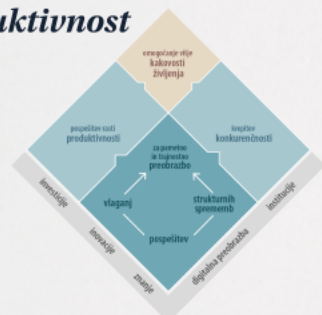 uktivnost
omogočanje višje
kakovosti
življenja
pospešitev rasti
produktivnosti
krepitev
konkurenčnosti
za pametno
in trajnostno
preobrazbo
vlaganj
strukturnih
sprememb
pospešitev
investicije
inovacije
znanje
digitalna preobrazba
institucije